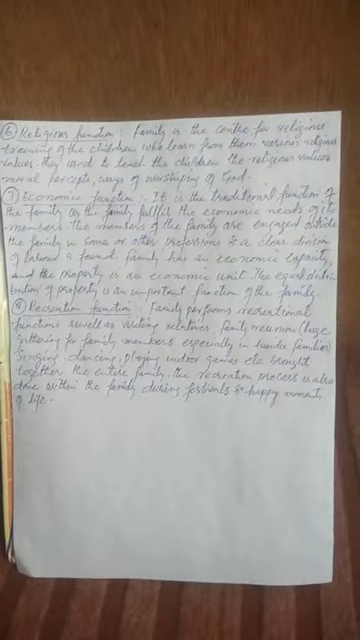 ⑥ Religious function : Family is the centre for religious
training of the children who learn from them various religious
values. they used to teach the children the religious values
moral percepts, ways of worshiping of God.
⑦ Economic function :- It is the traditional function of
the family as the family fulfil the economic needs of its
members the members of the family are engaged outside
the family in some or other professions is a clear division
of labour is found. family has an economic capacity,
and the property is an economic unit. The equal distri
bution of property is an important function of the family.
⑧ Recreation function :- Family performs recreational
functions as well as visiting relatives, family reunion (huge
gathering for family members especially in families)
singing, dancing, playing indoor games etc brought
together the entire family. the recreation process is also
done within the family during festivals & happy moments
of life.